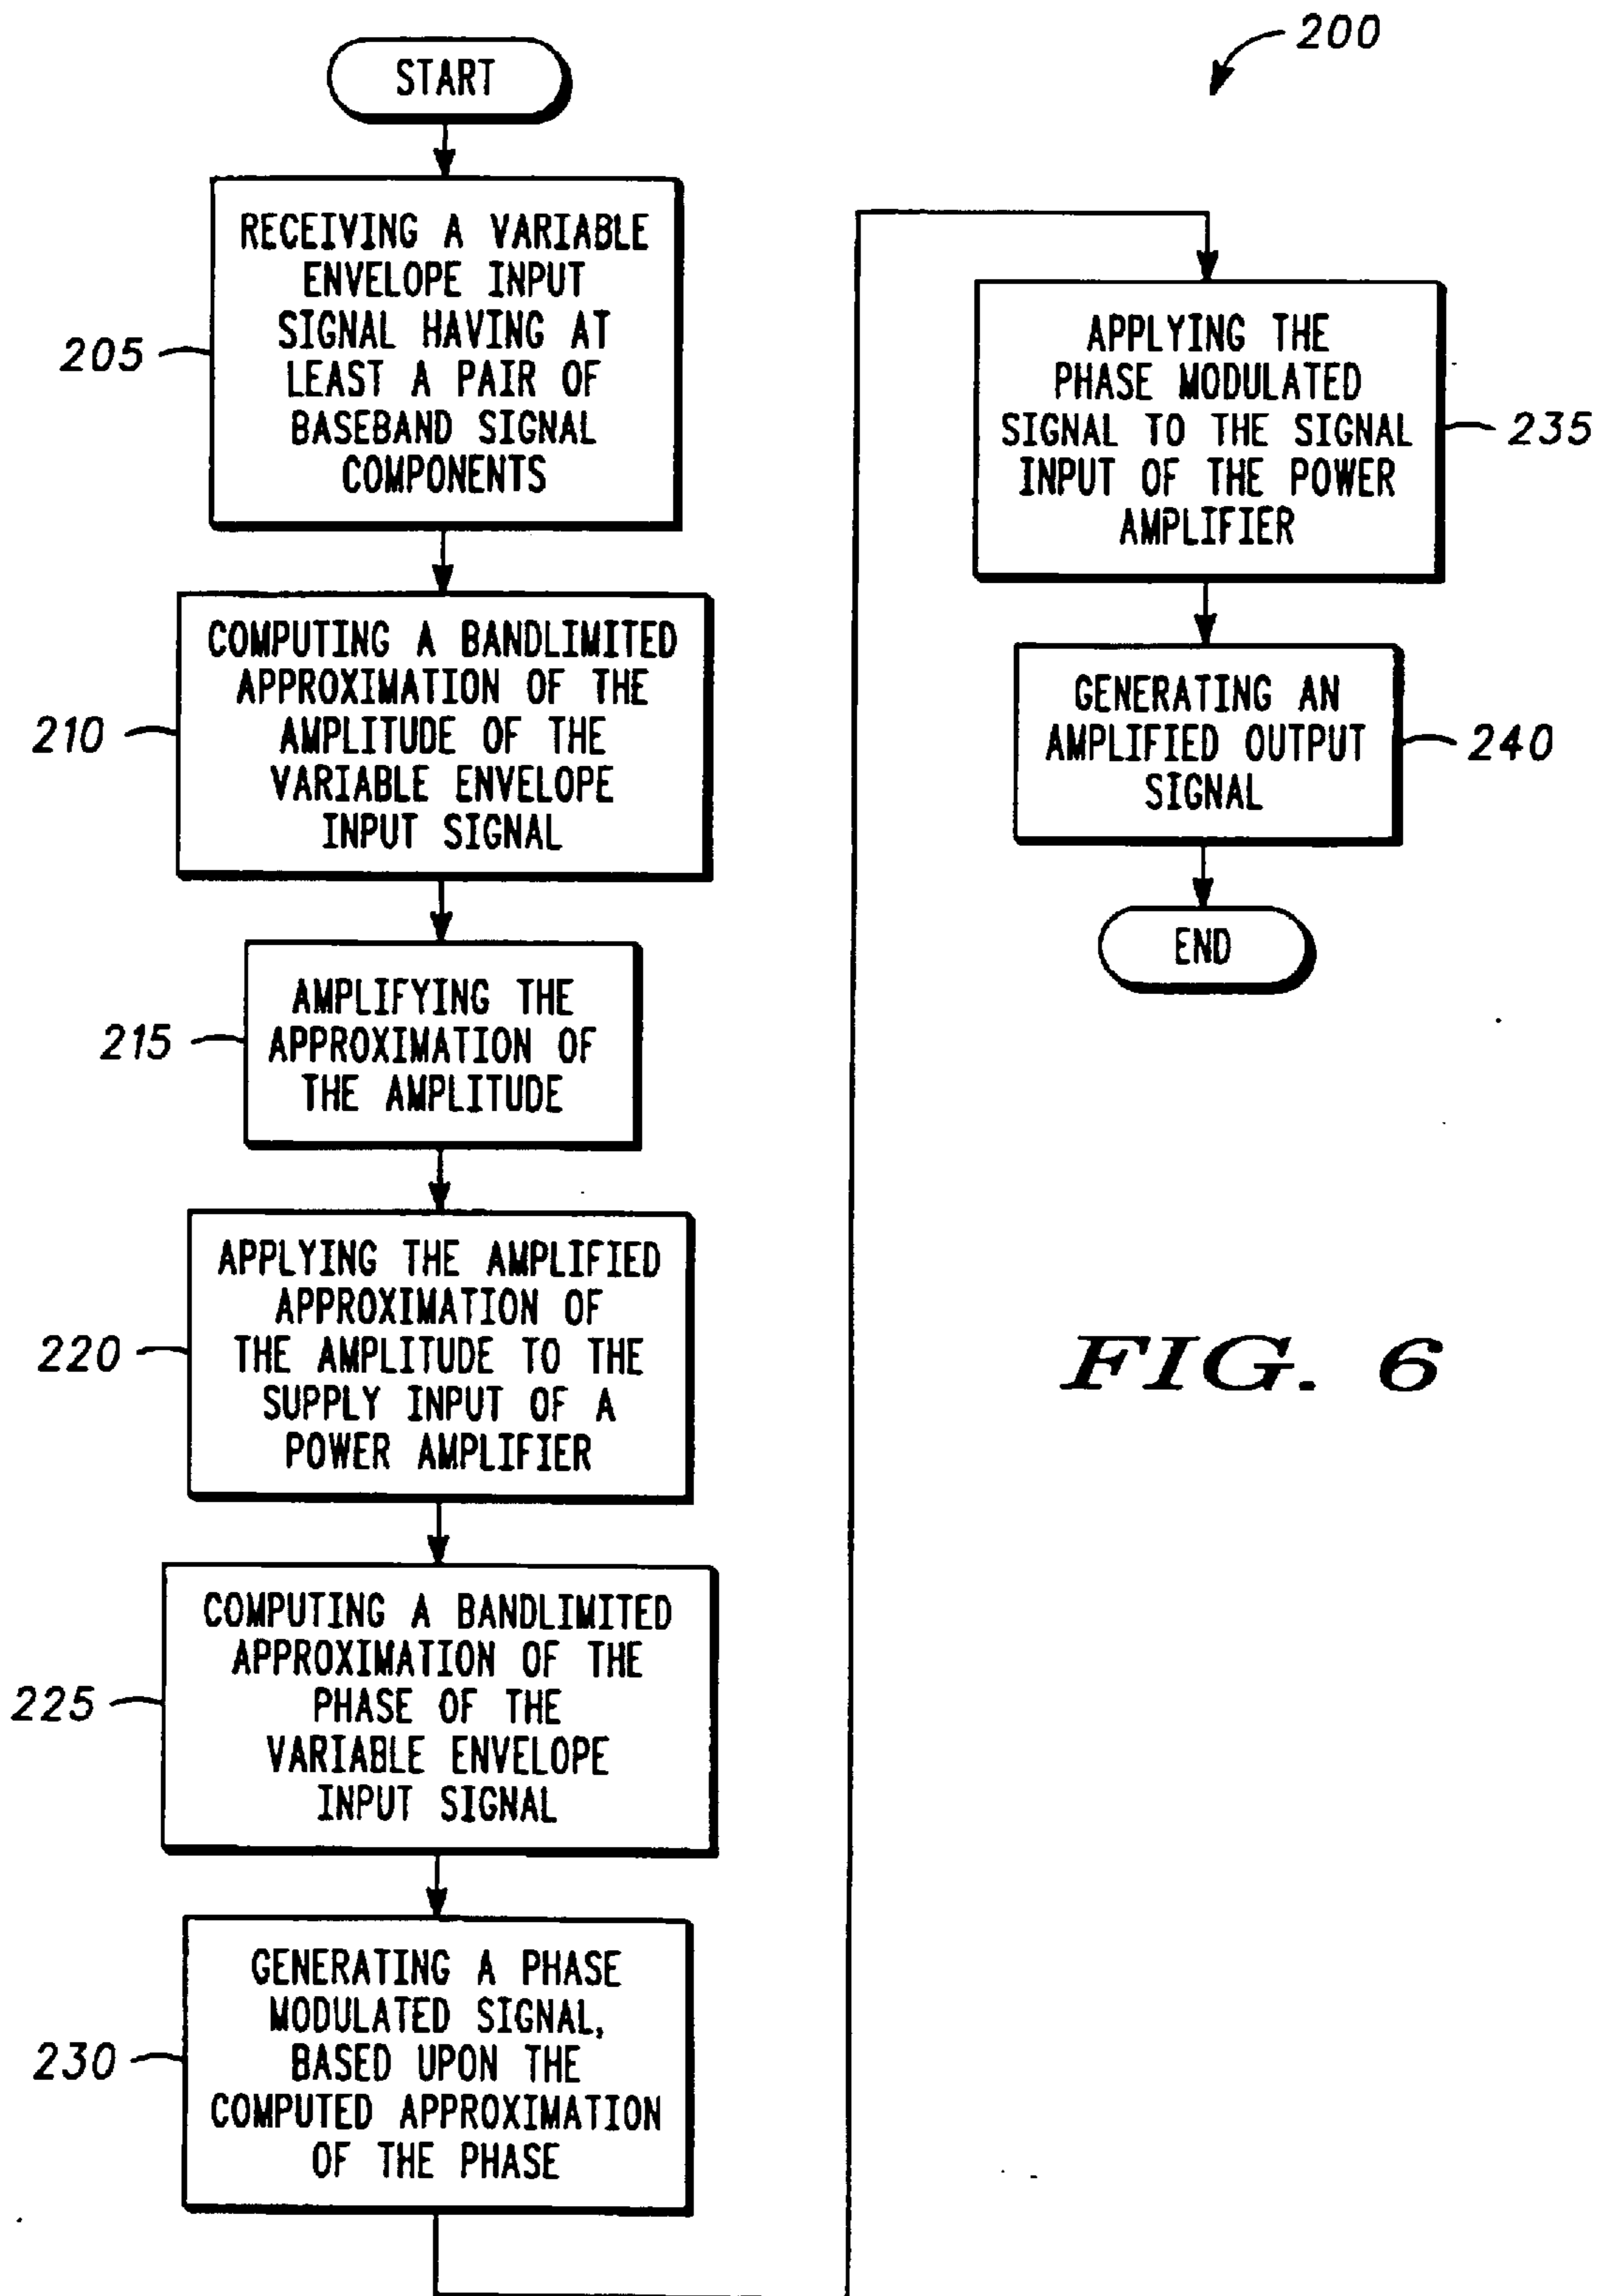 200
START
205
RECEIVING A VARIABLE
ENVELOPE INPUT
SIGNAL HAVING AT
LEAST A PAIR OF
BASEBAND SIGNAL
COMPONENTS
210
COMPUTING A BANDLIMITED
APPROXIMATION OF THE
AMPLITUDE OF THE
VARIABLE ENVELOPE
INPUT SIGNAL
215
AMPLIFYING THE
APPROXIMATION OF
THE AMPLITUDE
220
APPLYING THE AMPLIFIED
APPROXIMATION OF
THE AMPLITUDE TO THE
SUPPLY INPUT OF A
POWER AMPLIFIER
225
COMPUTING A BANDLIMITED
APPROXIMATION OF THE
PHASE OF THE
VARIABLE ENVELOPE
INPUT SIGNAL
230
GENERATING A PHASE
MODULATED SIGNAL,
BASED UPON THE
COMPUTED APPROXIMATION
OF THE PHASE
APPLYING THE
PHASE MODULATED
SIGNAL TO THE SIGNAL
INPUT OF THE POWER
AMPLIFIER
235
GENERATING AN
AMPLIFIED OUTPUT
SIGNAL
240
END
FIG. 6